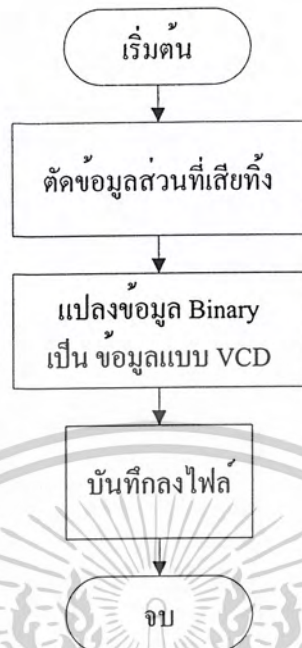 เริ่มต้น
ตัดข้อมูลส่วนที่เสียทิ้ง
แปลงข้อมูล Binary
เป็น ข้อมูลแบบ VCD
บันทึกลงไฟล์
จบ